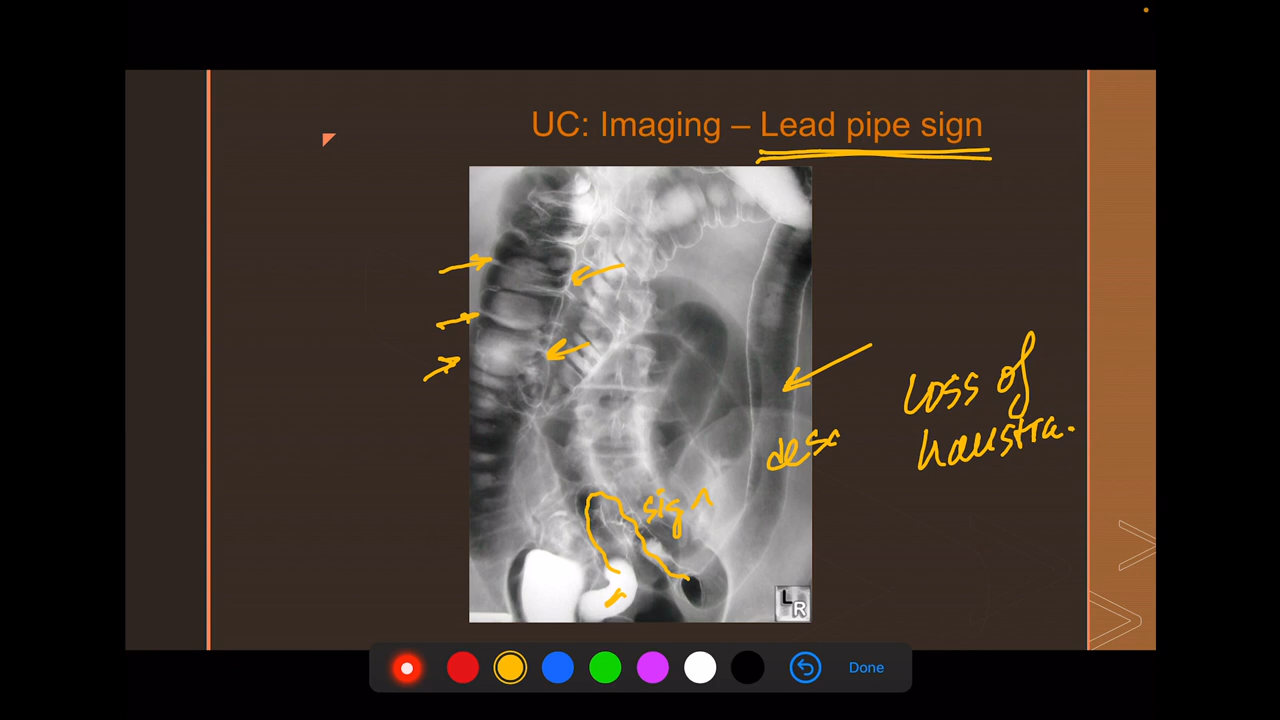 UC: Imaging – Lead pipe sign
Loss of
haustra.
desc
sig ^
L
R
Done